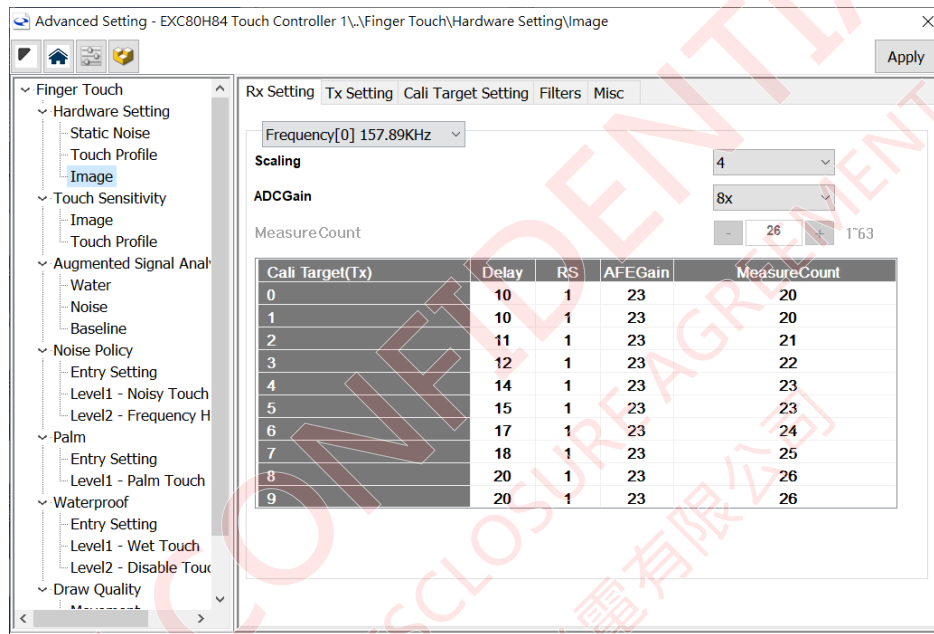 Advanced Setting - EXC80H84 Touch Controller 1\..\Finger Touch\Hardware Setting\Image
Apply
Finger Touch
Hardware Setting
Static Noise
Touch Profile
Image
Touch Sensitivity
Image
Touch Profile
Augmented Signal Anal
Water
Noise
Baseline
Noise Policy
Entry Setting
Level1 - Noisy Touch
Level2 - Frequency H
Palm
Entry Setting
Level1 - Palm Touch
Waterproof
Entry Setting
Level1 - Wet Touch
Level2 - Disable Touc
Draw Quality
Rx Setting Tx Setting Cali Target Setting Filters Misc
Frequency[0] 157.89KHz
Scaling 4
ADCGain 8x
MeasureCount - 26 + 1~63
Cali Target(Tx) Delay RS AFEGain MeasureCount
0 10 1 23 20
1 10 1 23 20
2 11 1 23 21
3 12 1 23 22
4 14 1 23 23
5 15 1 23 23
6 17 1 23 24
7 18 1 23 25
8 20 1 23 26
9 20 1 23 26
CONFIDENTIA
DISCLOSURE AGREEMENT
電有限公司